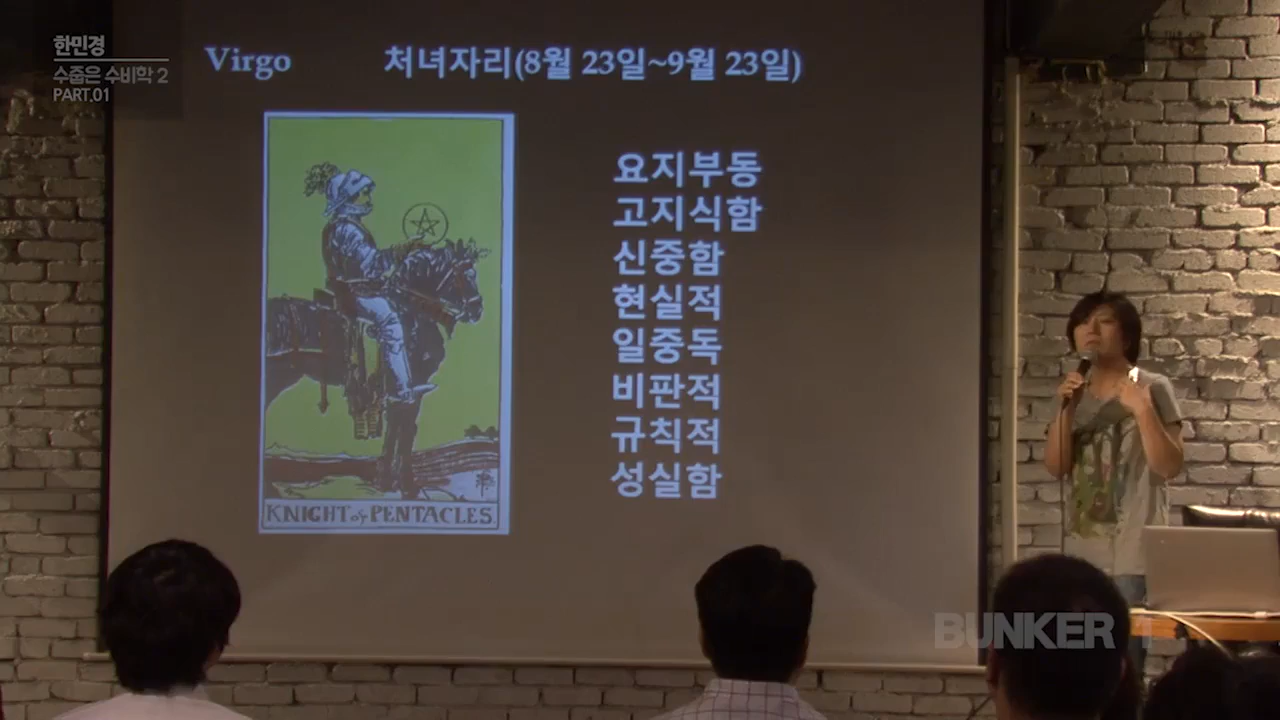 한민경
수줍은 수비학 2
PART.01
Virgo 처녀자리(8월 23일~9월 23일)
요지부동
고지식함
신중함
현실적
일중독
비판적
규칙적
성실함
KNIGHT of PENTACLES
BUNKER 1